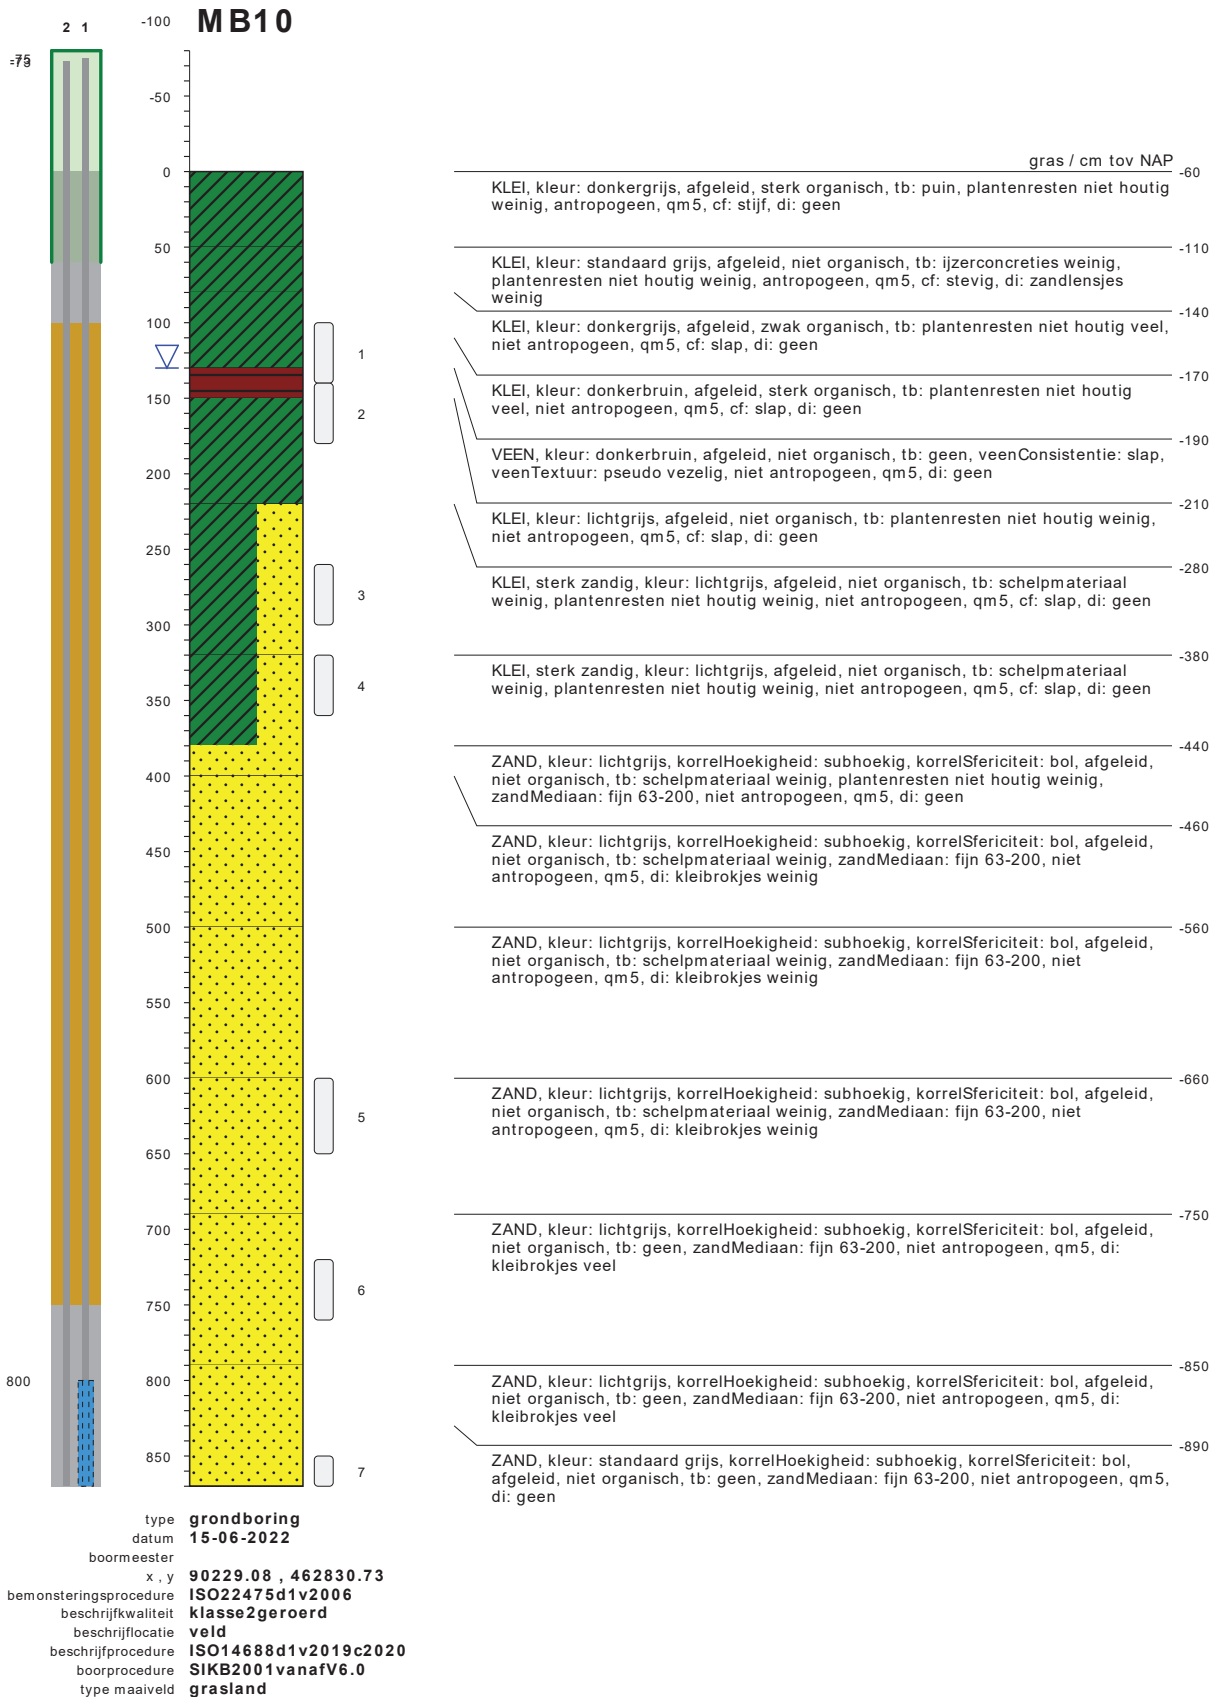 2 1
-100
MB10
-75
-73
-50
gras / cm tov NAP
0
-60
KLEI, kleur: donkergrijs, afgeleid, sterk organisch, tb: puin, plantenresten niet houtig
weinig, antropogeen, qm5, cf: stijf, di: geen
50
-110
KLEI, kleur: standaard grijs, afgeleid, niet organisch, tb: ijzerconcreties weinig,
plantenresten niet houtig weinig, antropogeen, qm5, cf: stevig, di: zandlensjes
weinig
-140
100
KLEI, kleur: donkergrijs, afgeleid, zwak organisch, tb: plantenresten niet houtig veel,
niet antropogeen, qm5, cf: slap, di: geen
1
-170
KLEI, kleur: donkerbruin, afgeleid, sterk organisch, tb: plantenresten niet houtig
veel, niet antropogeen, qm5, cf: slap, di: geen
150
2
-190
VEEN, kleur: donkerbruin, afgeleid, niet organisch, tb: geen, veenConsistentie: slap,
veenTextuur: pseudo vezelig, niet antropogeen, qm5, di: geen
200
-210
KLEI, kleur: lichtgrijs, afgeleid, niet organisch, tb: plantenresten niet houtig weinig,
niet antropogeen, qm5, cf: slap, di: geen
250
-280
KLEI, sterk zandig, kleur: lichtgrijs, afgeleid, niet organisch, tb: schelpmateriaal
weinig, plantenresten niet houtig weinig, niet antropogeen, qm5, cf: slap, di: geen
3
300
-380
KLEI, sterk zandig, kleur: lichtgrijs, afgeleid, niet organisch, tb: schelpmateriaal
weinig, plantenresten niet houtig weinig, niet antropogeen, qm5, cf: slap, di: geen
4
350
-440
ZAND, kleur: lichtgrijs, korrelHoekigheid: subhoekig, korrelSfericiteit: bol, afgeleid,
niet organisch, tb: schelpmateriaal weinig, plantenresten niet houtig weinig,
zandMediaan: fijn 63-200, niet antropogeen, qm5, di: geen
400
-460
ZAND, kleur: lichtgrijs, korrelHoekigheid: subhoekig, korrelSfericiteit: bol, afgeleid,
niet organisch, tb: schelpmateriaal weinig, zandMediaan: fijn 63-200, niet
antropogeen, qm5, di: kleibrokjes weinig
450
500
-560
ZAND, kleur: lichtgrijs, korrelHoekigheid: subhoekig, korrelSfericiteit: bol, afgeleid,
niet organisch, tb: schelpmateriaal weinig, zandMediaan: fijn 63-200, niet
antropogeen, qm5, di: kleibrokjes weinig
550
600
-660
ZAND, kleur: lichtgrijs, korrelHoekigheid: subhoekig, korrelSfericiteit: bol, afgeleid,
niet organisch, tb: schelpmateriaal weinig, zandMediaan: fijn 63-200, niet
antropogeen, qm5, di: kleibrokjes weinig
5
650
700
-750
ZAND, kleur: lichtgrijs, korrelHoekigheid: subhoekig, korrelSfericiteit: bol, afgeleid,
niet organisch, tb: geen, zandMediaan: fijn 63-200, niet antropogeen, qm5, di:
kleibrokjes veel
6
750
-850
800
800
ZAND, kleur: lichtgrijs, korrelHoekigheid: subhoekig, korrelSfericiteit: bol, afgeleid,
niet organisch, tb: geen, zandMediaan: fijn 63-200, niet antropogeen, qm5, di:
kleibrokjes veel
-890
850
7
ZAND, kleur: standaard grijs, korrelHoekigheid: subhoekig, korrelSfericiteit: bol,
afgeleid, niet organisch, tb: geen, zandMediaan: fijn 63-200, niet antropogeen, qm5,
di: geen
type grondboring
datum 15-06-2022
boormeester
x , y 90229.08 , 462830.73
bemonsteringsprocedure ISO22475d1v2006
beschrijfkwaliteit klasse2geroerd
beschrijflocatie veld
beschrijfprocedure ISO14688d1v2019c2020
boorprocedure SIKB2001vanafV6.0
type maaiveld grasland